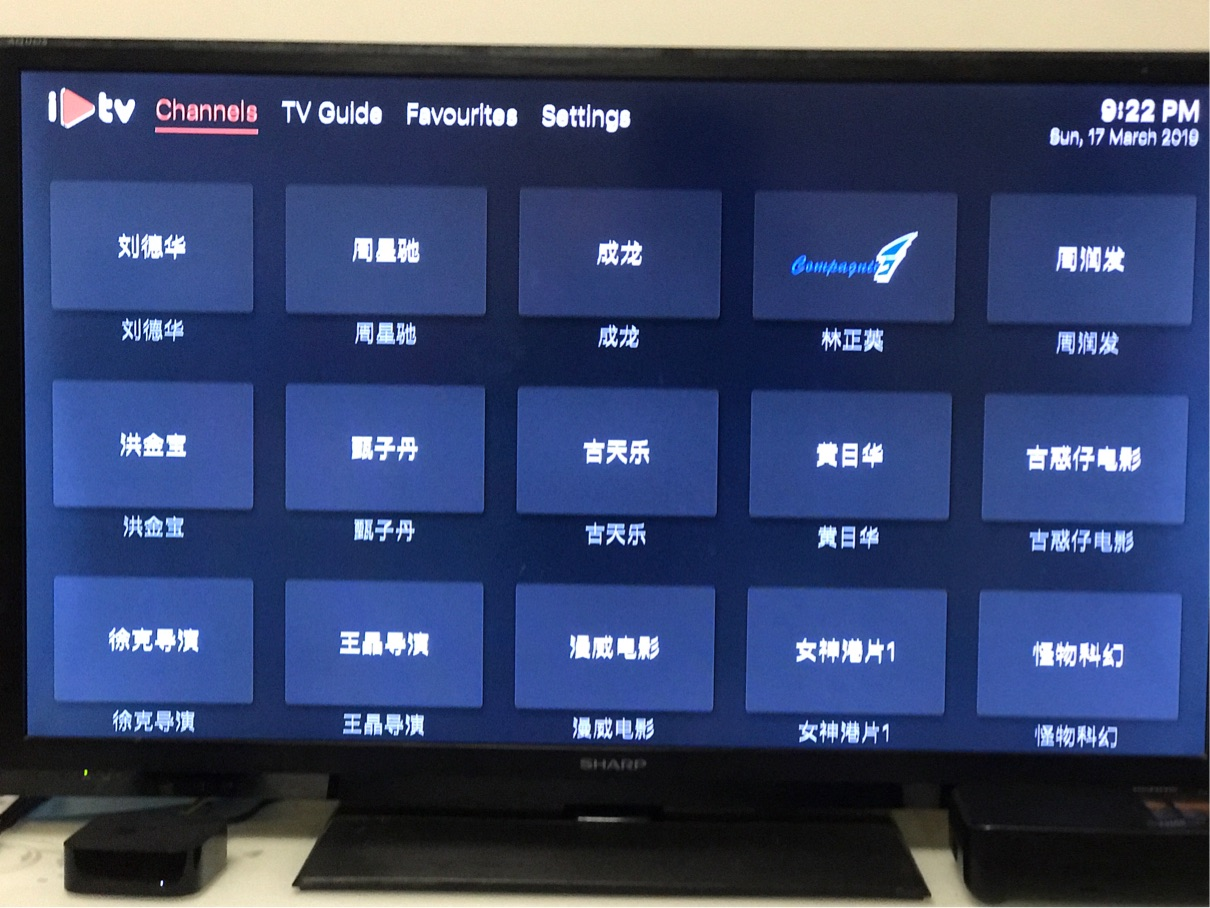 AQUOS
iptv
Channels
TV Guide
Favourites
Settings
9:22 PM
Sun, 17 March 2019
刘德华
周星驰
成龙
Compagnie
周润发
刘德华
周星驰
成龙
林正英
周润发
洪金宝
甄子丹
古天乐
黄日华
古惑仔电影
洪金宝
甄子丹
古天乐
黄日华
古惑仔电影
徐克导演
王晶导演
漫威电影
女神港片1
怪物科幻
徐克导演
王晶导演
漫威电影
女神港片1
怪物科幻
SHARP